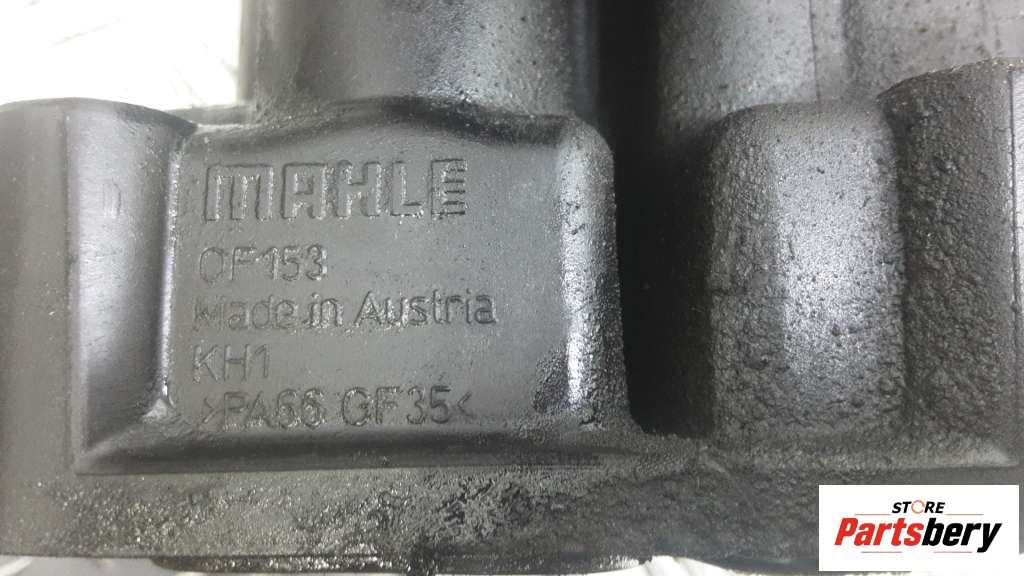 MAHLE
OF153
Made in Austria
KH1
>PA66 GF35<
STORE
Partsbery